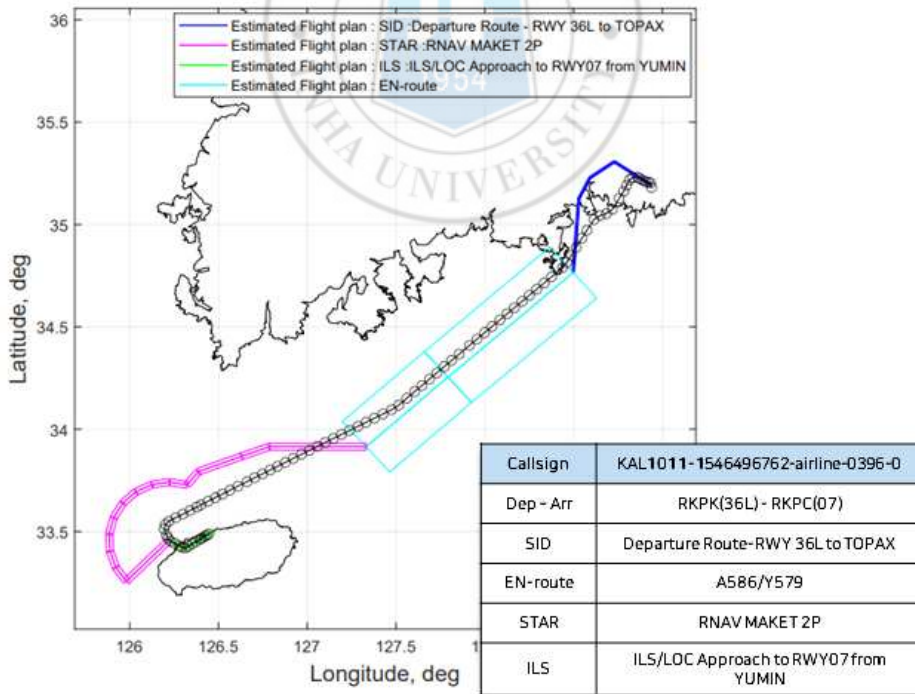 Estimated Flight plan : SID :Departure Route - RWY 36L to TOPAX
Estimated Flight plan : STAR :RNAV MAKET 2P
Estimated Flight plan : ILS :ILS/LOC Approach to RWY07 from YUMIN
Estimated Flight plan : EN-route
1954
NHA UNIVERSITY
36
35.5
35
34.5
34
33.5
Latitude, deg
126
126.5
127
127.5
Longitude, deg
Callsign KAL1011-1546496762-airline-0396-0
Dep - Arr RKPK(36L) - RKPC(07)
SID Departure Route-RWY 36L to TOPAX
EN-route A586/Y579
STAR RNAV MAKET 2P
ILS ILS/LOC Approach to RWY07 from
YUMIN